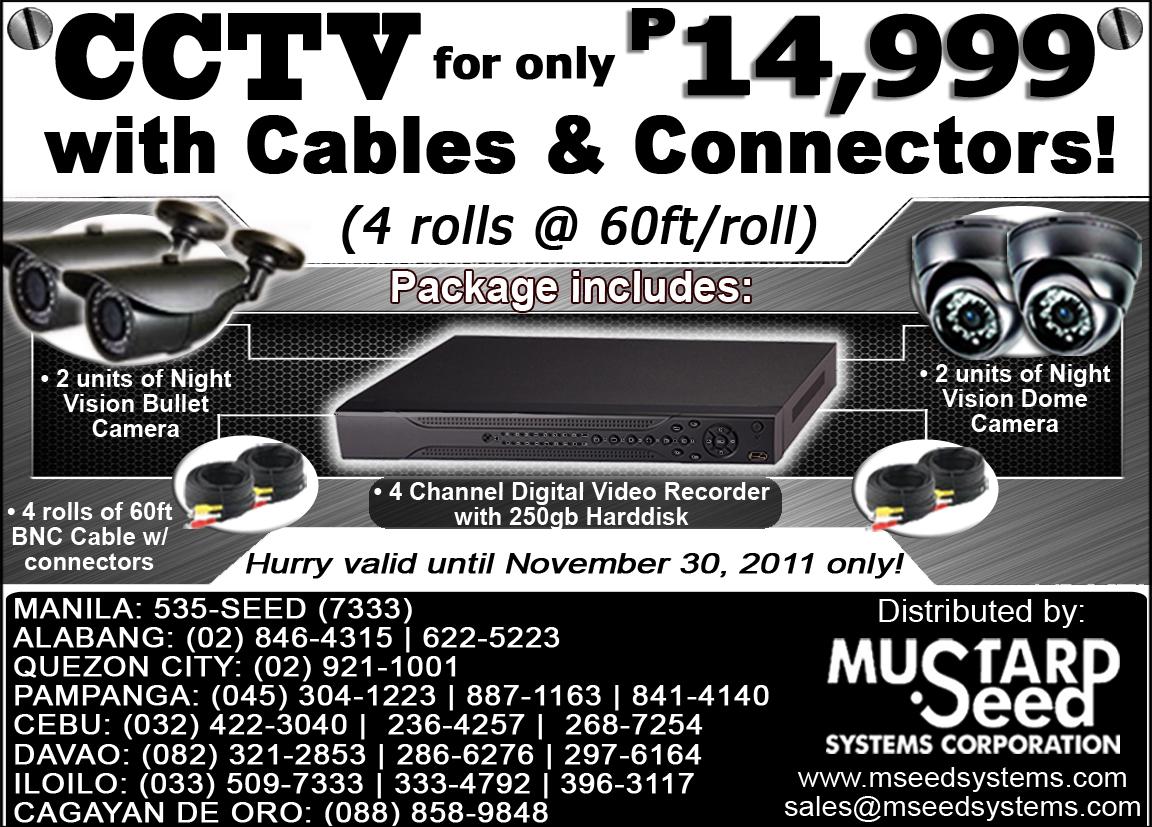 CCTV for only ₱14,999
with Cables & Connectors!
(4 rolls @ 60ft/roll)
Package includes:
• 2 units of Night
Vision Bullet
Camera
• 2 units of Night
Vision Dome
Camera
• 4 rolls of 60ft
BNC Cable w/
connectors
• 4 Channel Digital Video Recorder
with 250gb Harddisk
Hurry valid until November 30, 2011 only!
MANILA: 535-SEED (7333)
ALABANG: (02) 846-4315 | 622-5223
QUEZON CITY: (02) 921-1001
PAMPANGA: (045) 304-1223 | 887-1163 | 841-4140
CEBU: (032) 422-3040 | 236-4257 | 268-7254
DAVAO: (082) 321-2853 | 286-6276 | 297-6164
ILOILO: (033) 509-7333 | 333-4792 | 396-3117
CAGAYAN DE ORO: (088) 858-9848
Distributed by:
MUSTARD
Seed
SYSTEMS CORPORATION
www.mseedsystems.com
sales@mseedsystems.com